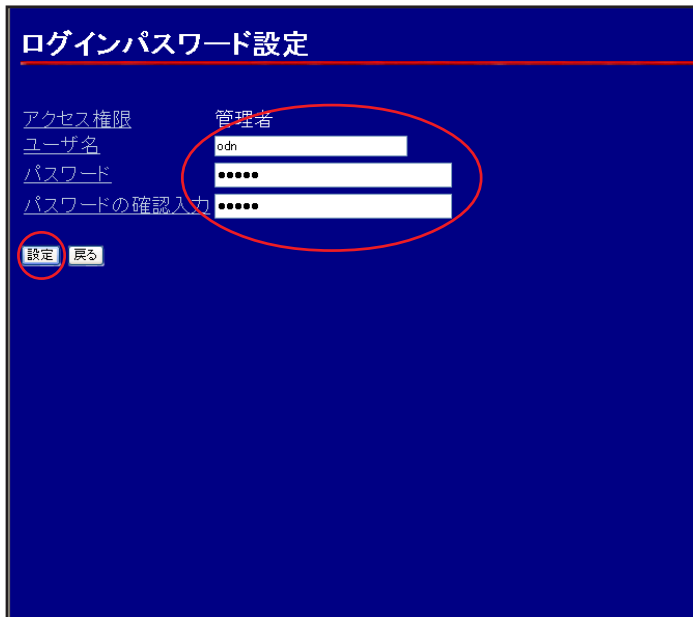 ログインパスワード設定
アクセス権限 管理者
ユーザ名 odn
パスワード ●●●●●
パスワードの確認入力 ●●●●●
設定 戻る